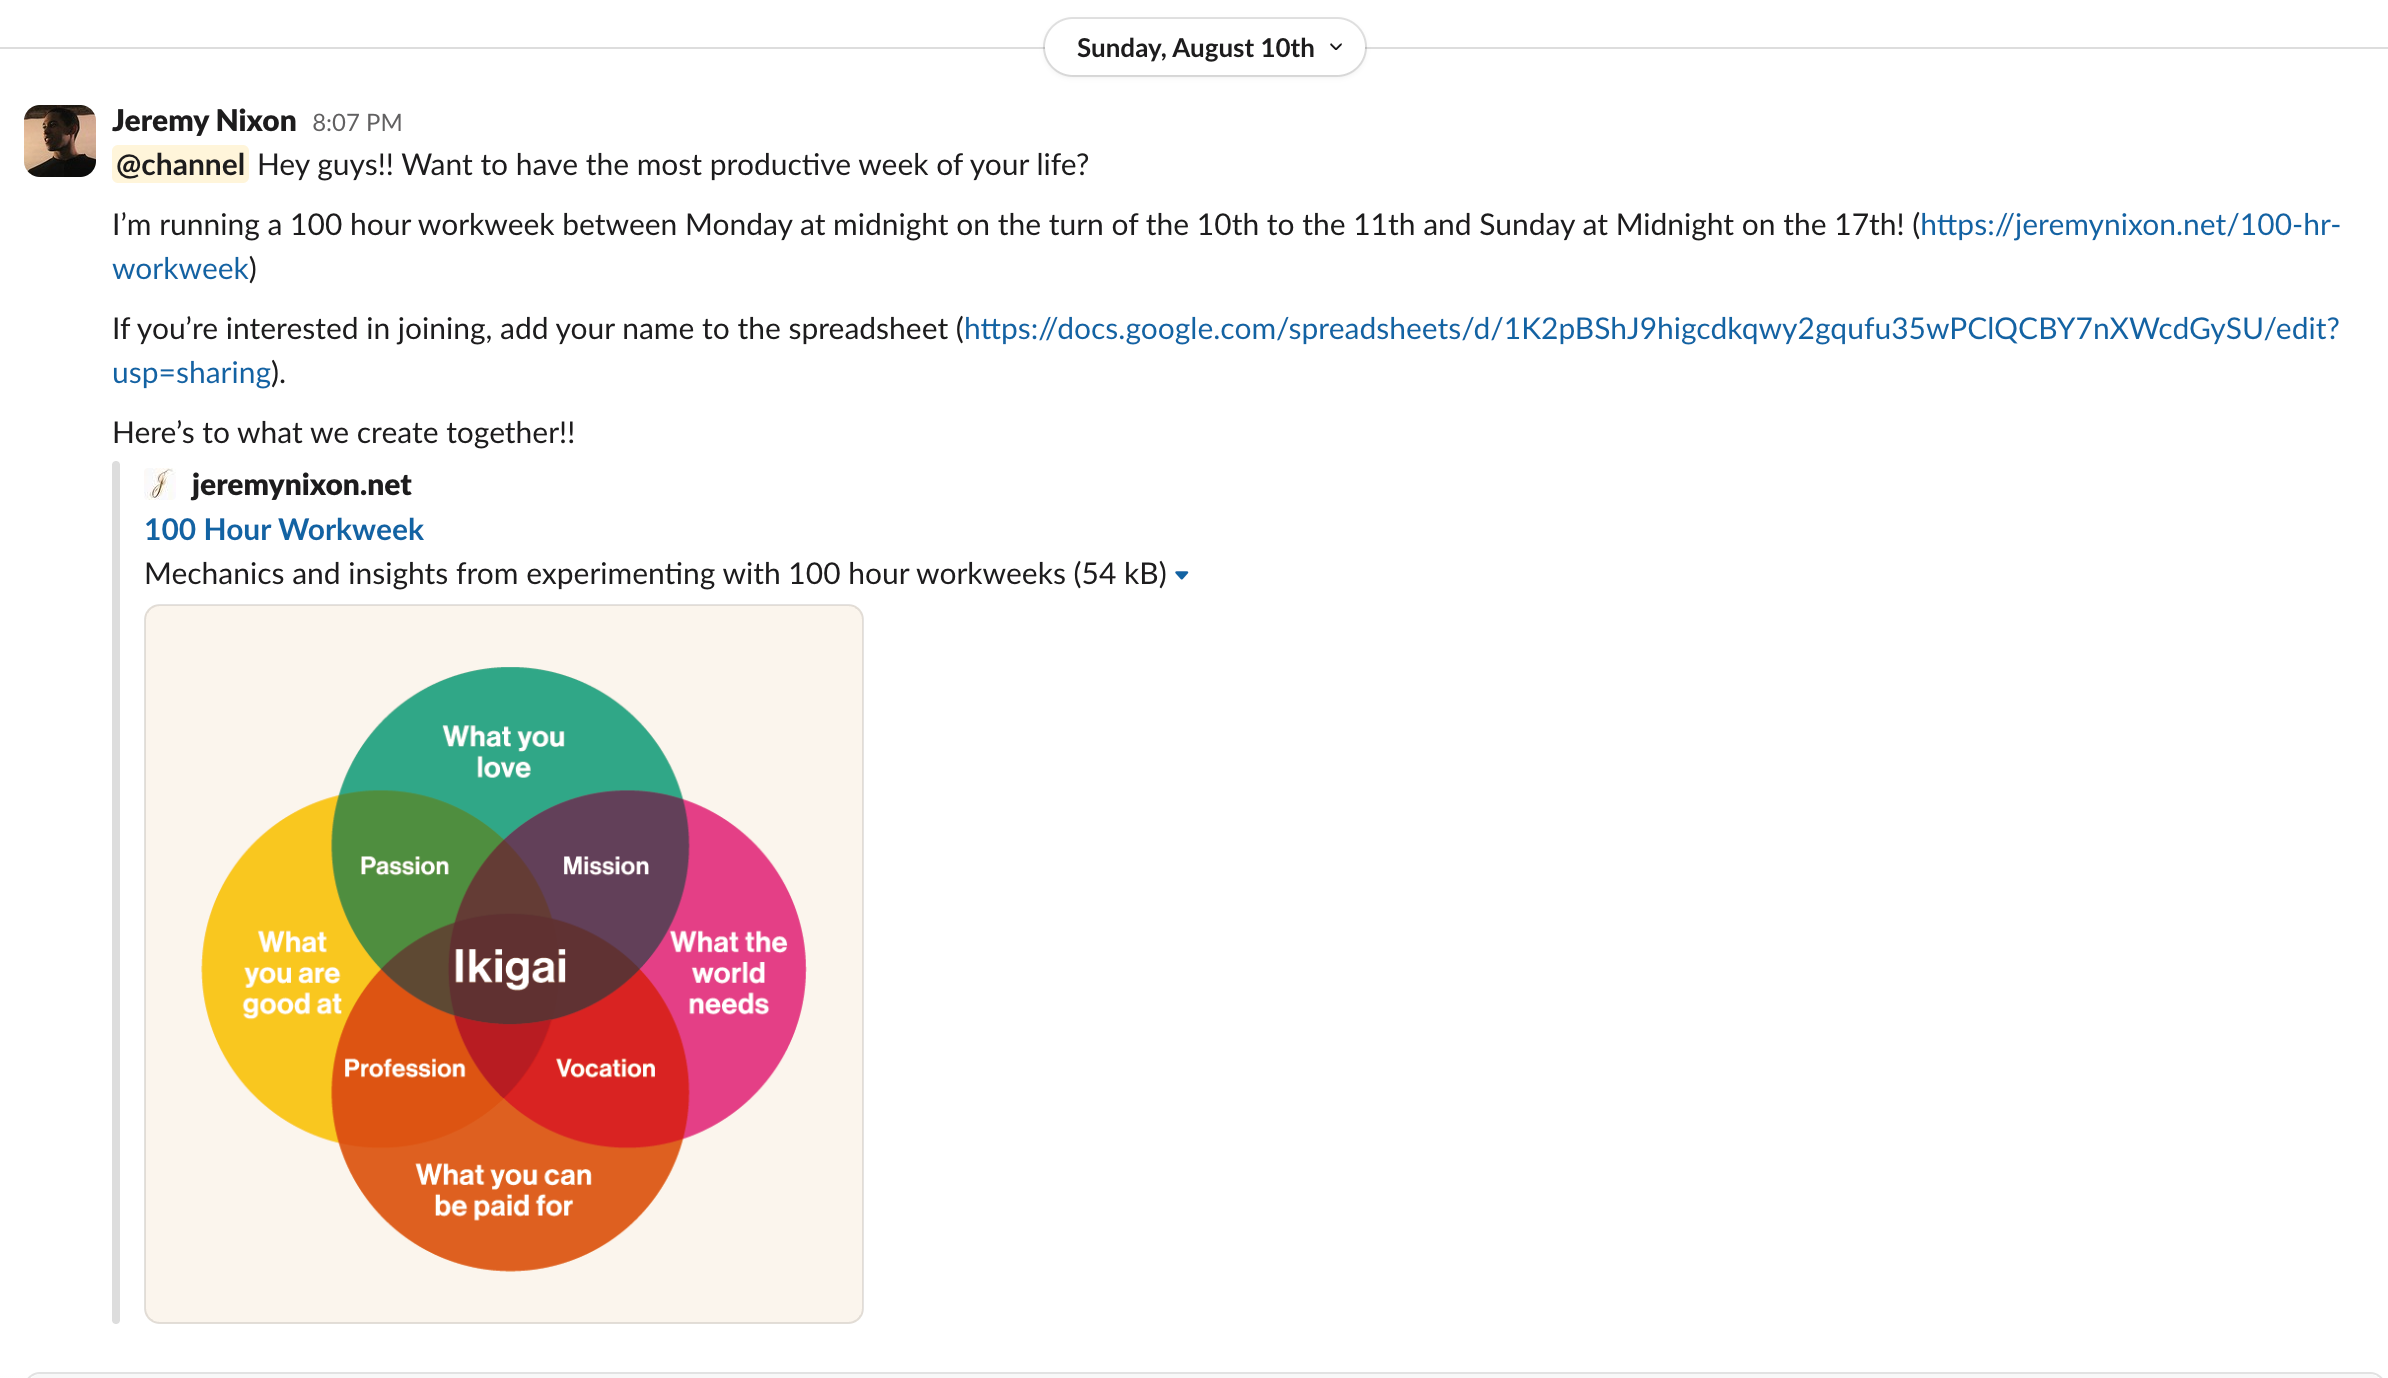 Sunday, August 10th
Jeremy Nixon 8:07 PM
@channel Hey guys!! Want to have the most productive week of your life?
I’m running a 100 hour workweek between Monday at midnight on the turn of the 10th to the 11th and Sunday at Midnight on the 17th! (https://jeremynixon.net/100-hr-
workweek)
If you’re interested in joining, add your name to the spreadsheet (https://docs.google.com/spreadsheets/d/1K2pBShJ9higcdkqwy2gqufu35wPClQCBY7nXWcdGySU/edit?
usp=sharing).
Here’s to what we create together!!
J jeremynixon.net
100 Hour Workweek
Mechanics and insights from experimenting with 100 hour workweeks (54 kB)
What you
love
Passion
Mission
What
you are
good at
Ikigai
What the
world
needs
Profession
Vocation
What you can
be paid for